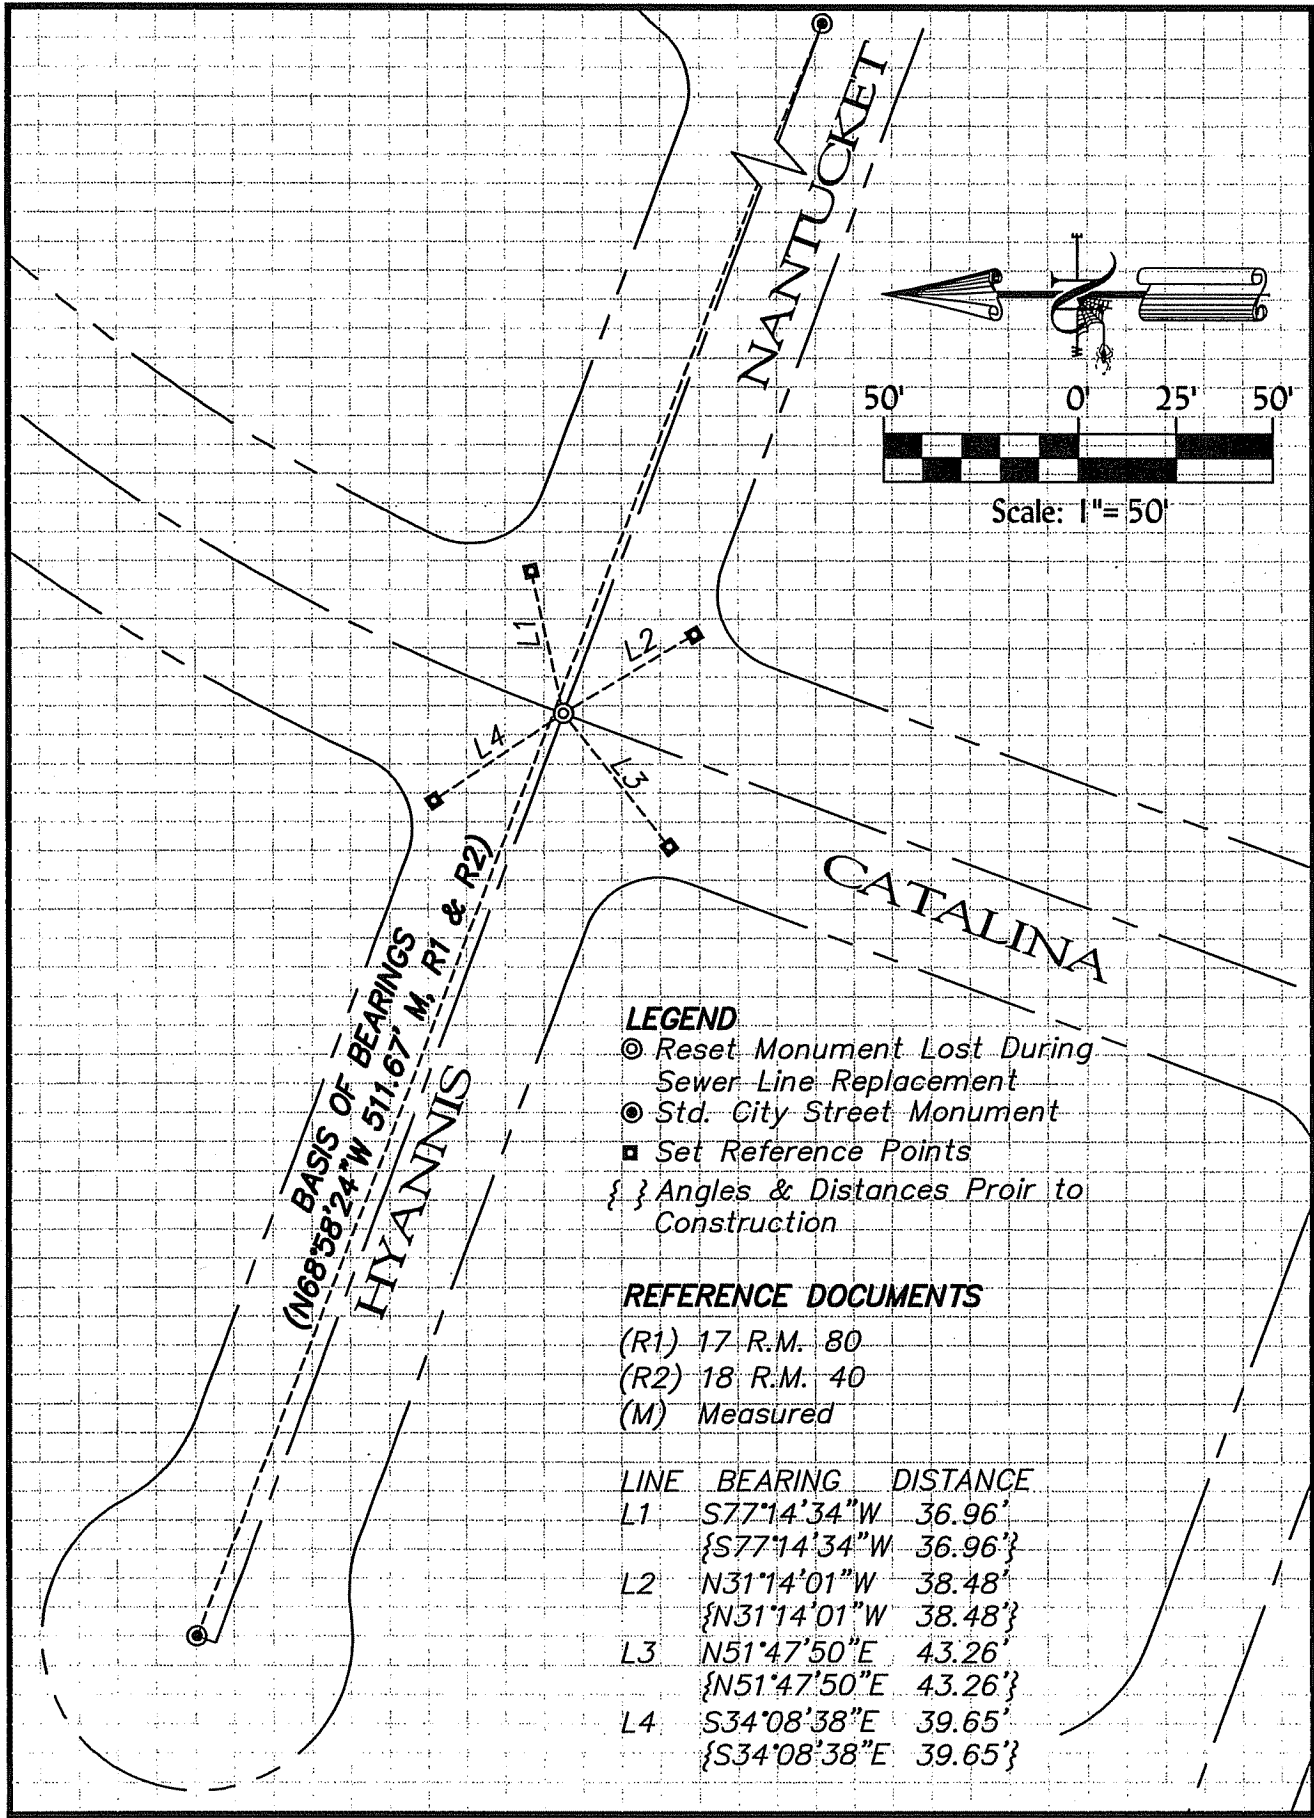 NANTUCKET
E
W
50' 0' 25' 50'
Scale: 1"= 50'
L1
L2
L4
L3
CATALINA
BASIS OF BEARINGS
(N68°58'24"W 511.67' M, R1 & R2)
HYANNIS
LEGEND
Reset Monument Lost During
Sewer Line Replacement
Std. City Street Monument
Set Reference Points
{ } Angles & Distances Proir to
Construction
REFERENCE DOCUMENTS
(R1) 17 R.M. 80
(R2) 18 R.M. 40
(M) Measured
LINE BEARING DISTANCE
L1 S77°14'34"W 36.96'
{S77°14'34"W 36.96'}
L2 N31°14'01"W 38.48'
{N31°14'01"W 38.48'}
L3 N51°47'50"E 43.26'
{N51°47'50"E 43.26'}
L4 S34°08'38"E 39.65'
{S34°08'38"E 39.65'}